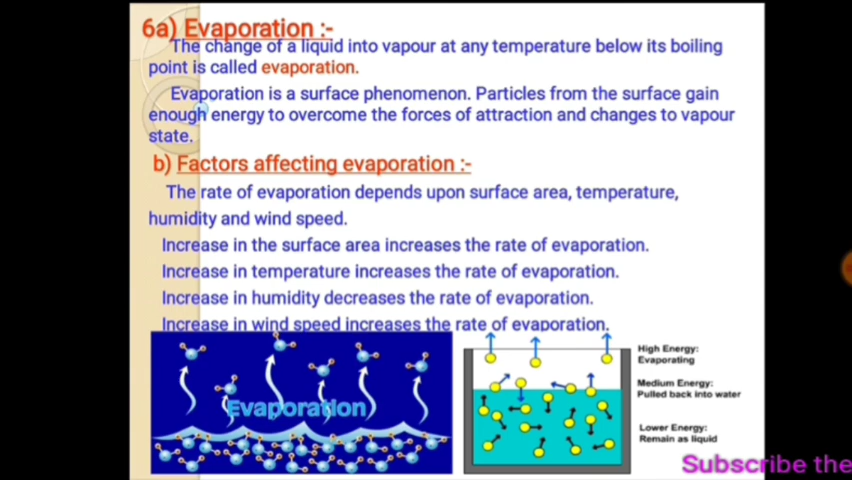 6a) Evaporation :-
The change of a liquid into vapour at any temperature below its boiling
point is called evaporation.
Evaporation is a surface phenomenon. Particles from the surface gain
enough energy to overcome the forces of attraction and changes to vapour
state.
b) Factors affecting evaporation :-
The rate of evaporation depends upon surface area, temperature,
humidity and wind speed.
Increase in the surface area increases the rate of evaporation.
Increase in temperature increases the rate of evaporation.
Increase in humidity decreases the rate of evaporation.
Increase in wind speed increases the rate of evaporation.
Evaporation
High Energy:
Evaporating
Medium Energy:
Pulled back into water
Lower Energy:
Remain as liquid
Subscribe the